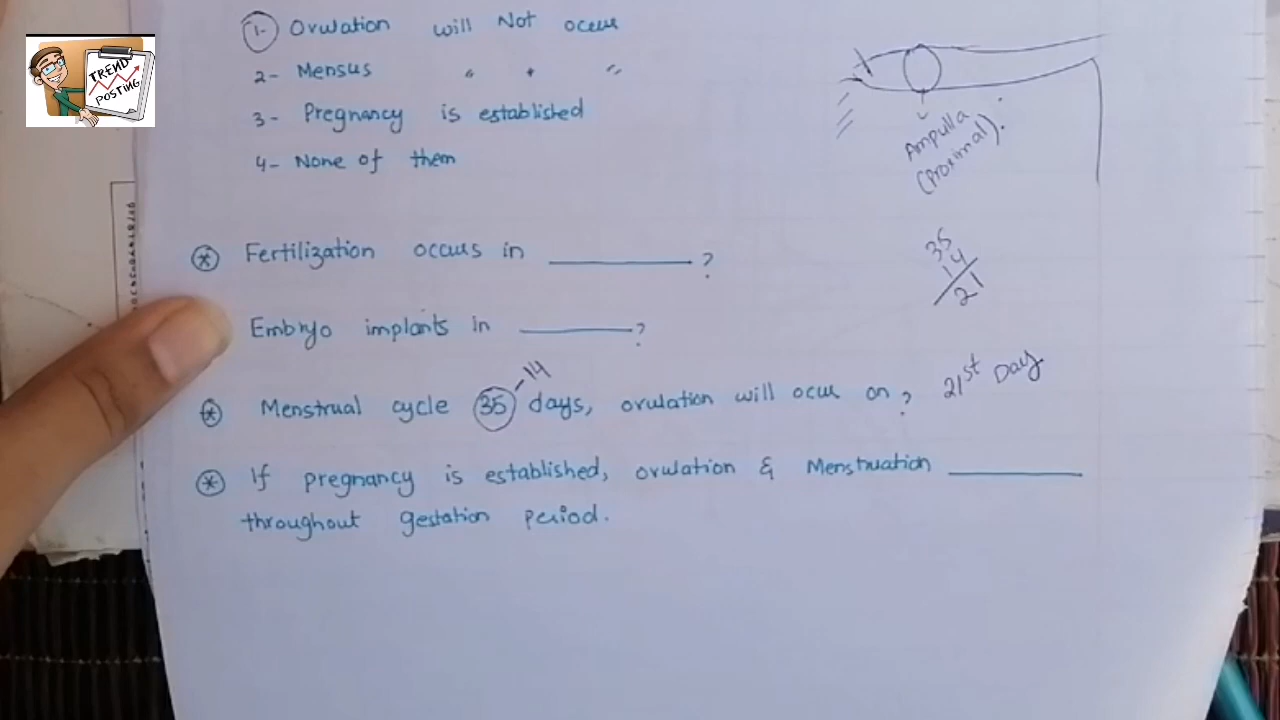 1- Ovulation will Not occur
2- Mensus " " "
3- Pregnancy is established
4- None of them
TREND
POSTING
Ampulla
(Proximal).
Fertilization occurs in ________?
35
14
21
Embryo implants in ________?
-14
Menstrual cycle 35 days, ovulation will ocur on ? 21st Day
If pregnancy is established, ovulation & Menstruation ________
throughout gestation period.